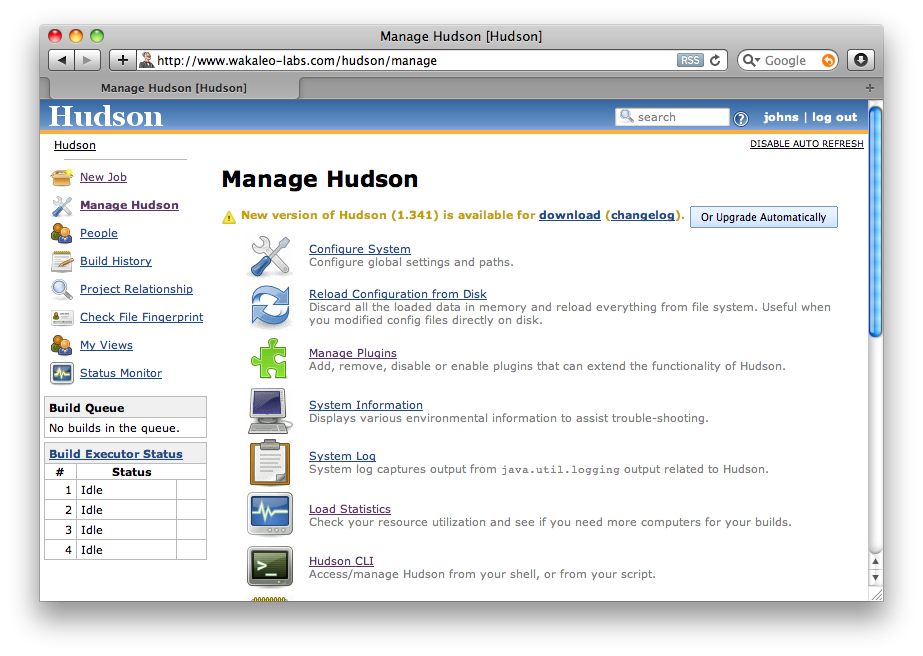 Manage Hudson [Hudson]
http://www.wakaleo-labs.com/hudson/manage
RSS
Google
Manage Hudson [Hudson]
Hudson
search
johns | log out
Hudson
DISABLE AUTO REFRESH
New Job
Manage Hudson
People
Build History
Project Relationship
Check File Fingerprint
My Views
Status Monitor
Build Queue
No builds in the queue.
Build Executor Status
# Status
1 Idle
2 Idle
3 Idle
4 Idle
Manage Hudson
New version of Hudson (1.341) is available for download (changelog).
Or Upgrade Automatically
Configure System
Configure global settings and paths.
Reload Configuration from Disk
Discard all the loaded data in memory and reload everything from file system. Useful when
you modified config files directly on disk.
Manage Plugins
Add, remove, disable or enable plugins that can extend the functionality of Hudson.
System Information
Displays various environmental information to assist trouble-shooting.
System Log
System log captures output from java.util.logging output related to Hudson.
Load Statistics
Check your resource utilization and see if you need more computers for your builds.
Hudson CLI
Access/manage Hudson from your shell, or from your script.